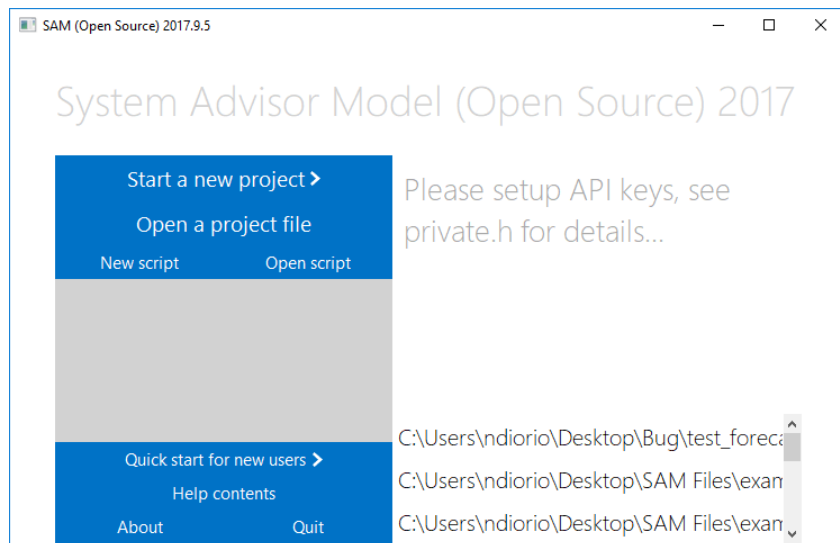 SAM (Open Source) 2017.9.5
System Advisor Model (Open Source) 2017
Start a new project
Open a project file
New script Open script
Please setup API keys, see
private.h for details...
C:\Users\ndiorio\Desktop\Bug\test_foreca
C:\Users\ndiorio\Desktop\SAM Files\exam
C:\Users\ndiorio\Desktop\SAM Files\exam
Quick start for new users
Help contents
About Quit